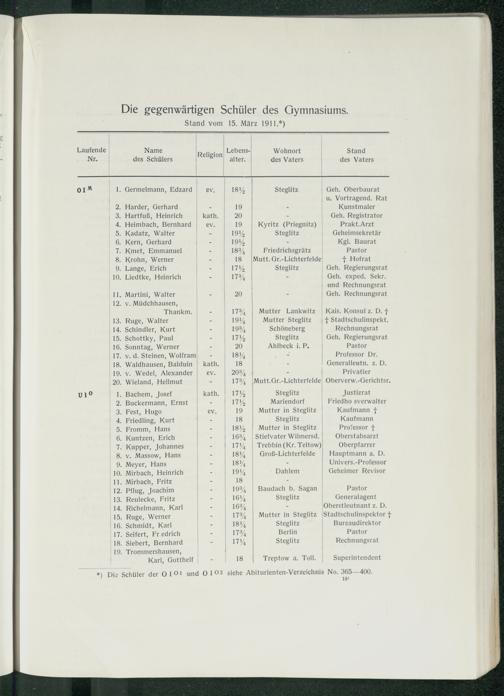 Die gegenwärtigen Schüler des Gymnasiums.
Stand vom 15. März 1911.*)
Laufende Nr. Name des Schülers Religion Lebensalter. Wohnort des Vaters Stand des Vaters
O I M 1. Germelmann, Edzard ev. 18½ Steglitz Geh. Oberbaurat
u. Vortragend. Rat
2. Harder, Gerhard - 19 - Kunstmaler
3. Hartfuß, Heinrich kath. 20 - Geh. Registrator
4. Heimbach, Bernhard ev. 19 Kyritz (Priegnitz) Prakt.Arzt
5. Kadatz, Walter - 19½ Steglitz Geheimsekretär
6. Kern, Gerhard - 19½ - Kgl. Baurat
7. Kmet, Emmanuel - 18¾ Friedrichsgrätz Pastor
8. Krohn, Werner - 18 Mutt.Gr.-Lichterfelde † Hofrat
9. Lange, Erich - 17½ Steglitz Geh. Regierungsrat
10. Liedtke, Heinrich - 17¾ - Geh. exped. Sekr.
und Rechnungsrat
11. Martini, Walter - 20 - Geh. Rechnungsrat
12. v. Müdchhausen,
Thankm. - 17¾ Mutter Lankwitz Kais. Konsul z. D. †
13. Ruge, Walter - 19¼ Mutter Steglitz † Stadtschulinspekt.
14. Schindler, Kurt - 19¾ Schöneberg Rechnungsrat
15. Schottky, Paul - 17½ Steglitz Geh. Regierungsrat
16. Sonntag, Werner - 20 Ahlbeck i. P. Pastor
17. v. d. Steinen, Wolfram - 18¼ - Professor Dr.
18. Waldhausen, Balduin kath. 18 - Generalleutn. z. D.
19. v. Wedel, Alexander ev. 20¾ - Privatier
20. Wieland, Hellmut - 17¾ Mutt.Gr.-Lichterfelde Oberverw.-Gerichtsr.
U I O 1. Bachem, Josef kath. 17½ Steglitz Justierat
2. Buckermann, Ernst - 17½ Mariendorf Friedhofsverwalter
3. Fest, Hugo ev. 19 Mutter in Steglitz Kaufmann †
4. Friedling, Kurt - 18 Steglitz Kaufmann
5. Fromm, Hans - 18½ Mutter in Steglitz Professor †
6. Kuntzen, Erich - 16¾ Stiefvater Wilmersd. Oberstabsarzt
7. Kupper, Johannes - 17¼ Trebbin (Kr. Teltow) Oberpfarrer
8. v. Massow, Hans - 18¾ Groß-Lichterfelde Hauptmann a. D.
9. Meyer, Hans - 18¾ - Univers.-Professor
10. Mirbach, Heinrich - 19¼ Dahlem Geheimer Revisor
11. Mirbach, Fritz - 18 -
12. Pflug, Joachim - 19¾ Baudach b. Sagan Pastor
13. Reulecke, Fritz - 16¾ Steglitz Generalagent
14. Richelmann, Karl - 16¾ - Oberstleutnant z. D.
15. Ruge, Werner - 17¾ Mutter in Steglitz Stadtschulinspektor †
16. Schmidt, Karl - 18¾ Steglitz Bureaudirektor
17. Seifert, Friedrich - 17¾ Berlin Pastor
18. Siebert, Bernhard - 17¾ Steglitz Rechnungsrat
19. Trommershausen,
Karl, Gotthelf - 18 Treptow a. Toll. Superintendent
*) Die Schüler der O I O1 und O I O2 siehe Abiturienten-Verzeichnis No. 365—400.